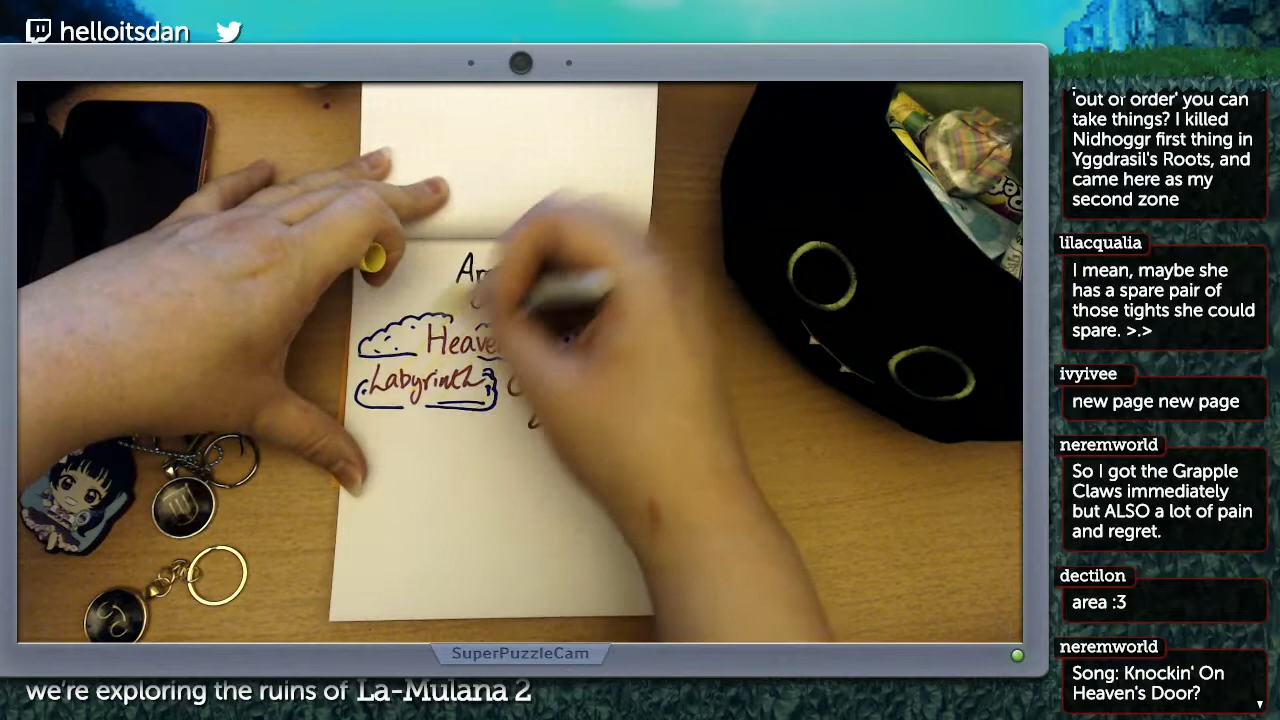 helloitsdan
'out of order' you can
take things? I killed
Nidhoggr first thing in
Yggdrasil's Roots, and
came here as my
second zone
lilacqualia
I mean, maybe she
has a spare pair of
those tights she could
spare. >.>
ivyivee
new page new page
neremworld
So I got the Grapple
Claws immediately
but ALSO a lot of pain
and regret.
dectilon
area :3
neremworld
Song: Knockin' On
Heaven's Door?
Labyrinth
SuperPuzzleCam
we're exploring the ruins of La-Mulana 2